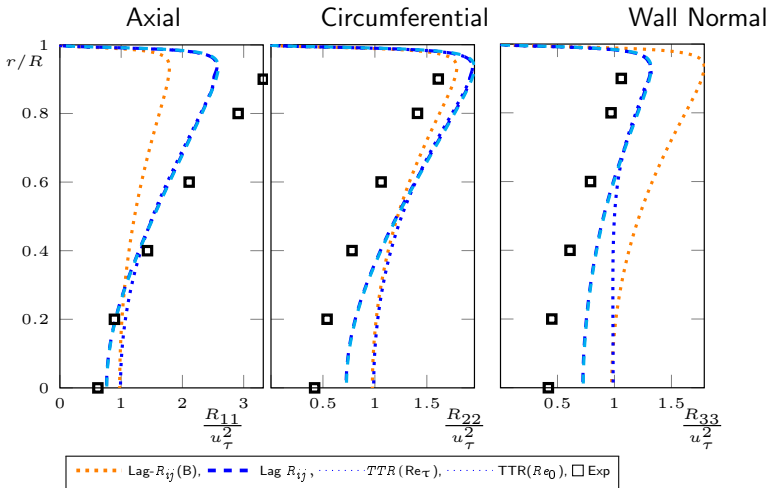 Axial Circumferential Wall Normal
r/R
1
0.8
0.6
0.4
0.2
0
0 1 2 3
0.5 1 1.5
0.5 1 1.5
R₁₁/u²τ R₂₂/u²τ R₃₃/u²τ
Lag-Rij(B), Lag Rij, TTR(Reτ), TTR(Re0), Exp